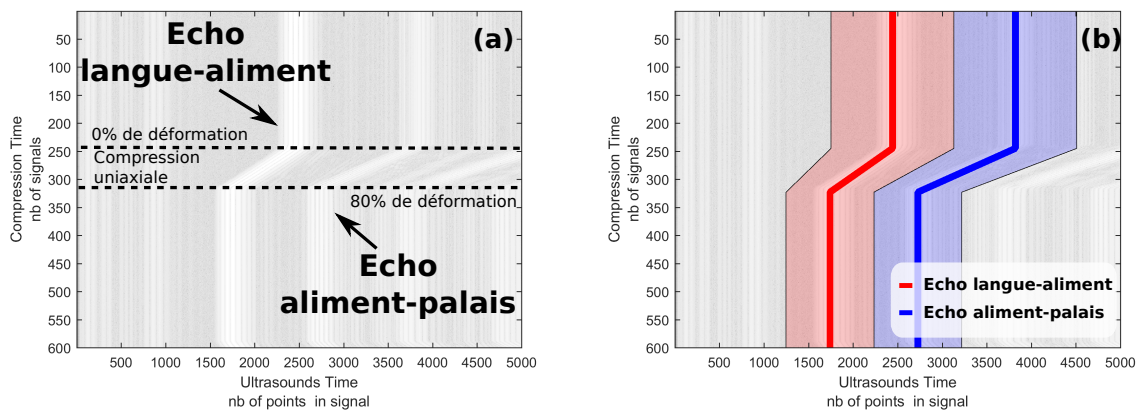 (a)
Echo
langue-aliment
0% de déformation
Compression
uniaxiale
80% de déformation
Echo
aliment-palais
50
100
150
200
250
300
350
400
450
500
550
600
500 1000 1500 2000 2500 3000 3500 4000 4500 5000
Compression Time
nb of signals
Ultrasounds Time
nb of points in signal
(b)
Echo langue-aliment
Echo aliment-palais
50
100
150
200
250
300
350
400
450
500
550
600
500 1000 1500 2000 2500 3000 3500 4000 4500 5000
Compression Time
nb of signals
Ultrasounds Time
nb of points in signal